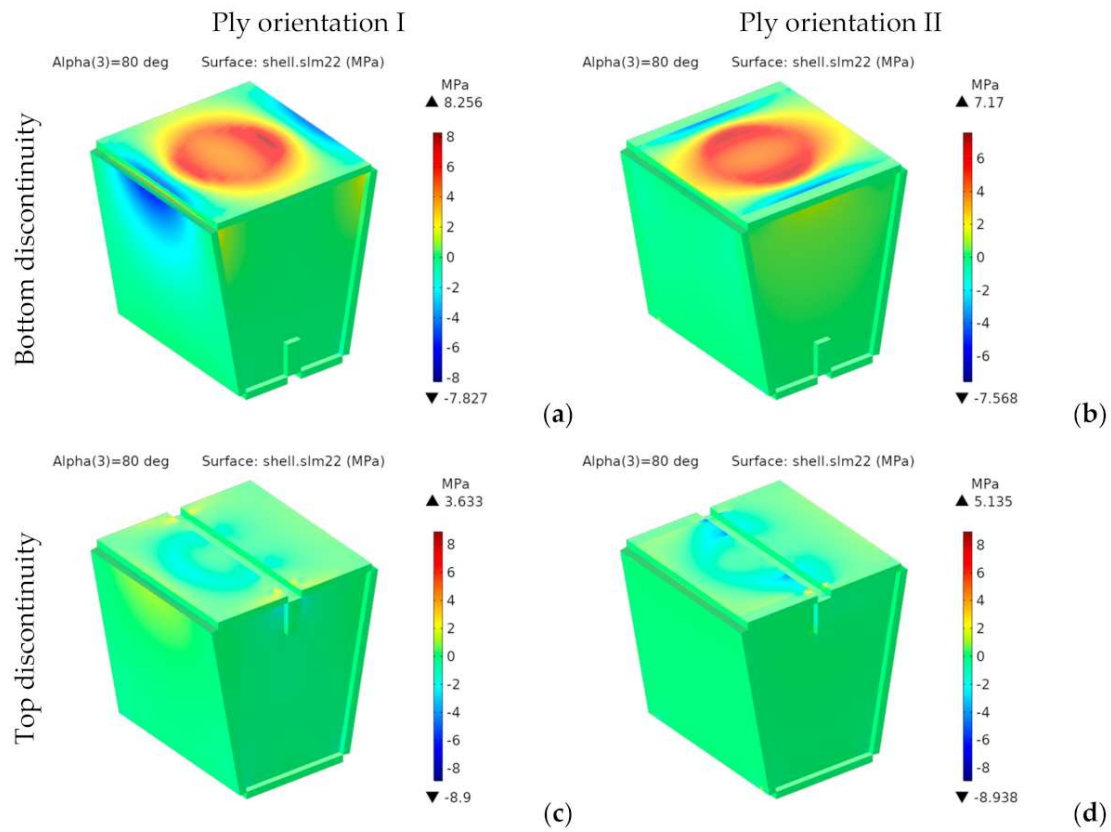 Ply orientation I
Ply orientation II
Bottom discontinuity
Alpha(3)=80 deg Surface: shell.slm22 (MPa)
MPa
▲ 8.256
8
6
4
2
0
-2
-4
-6
-8
▼ -7.827
(a)
Alpha(3)=80 deg Surface: shell.slm22 (MPa)
MPa
▲ 7.17
6
4
2
0
-2
-4
-6
▼ -7.568
(b)
Top discontinuity
Alpha(3)=80 deg Surface: shell.slm22 (MPa)
MPa
▲ 3.633
8
6
4
2
0
-2
-4
-6
-8
▼ -8.9
(c)
Alpha(3)=80 deg Surface: shell.slm22 (MPa)
MPa
▲ 5.135
8
6
4
2
0
-2
-4
-6
-8
▼ -8.938
(d)